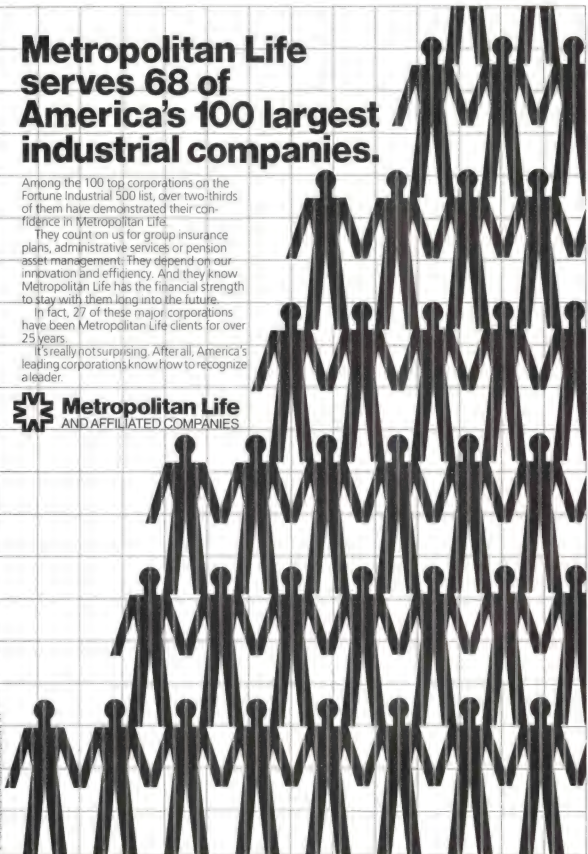 Metropolitan Life
serves 68 of
America's 100 largest
industrial companies.
Among the 100 top corporations on the
Fortune Industrial 500 list, over two-thirds
of them have demonstrated their con-
fidence in Metropolitan Life.
They count on us for group insurance
plans, administrative services or pension
asset management. They depend on our
innovation and efficiency. And they know
Metropolitan Life has the financial strength
to stay with them long into the future.
In fact, 27 of these major corporations
have been Metropolitan Life clients for over
25 years.
It's really not surprising. After all, America's
leading corporations know how to recognize
a leader.
Metropolitan Life
AND AFFILIATED COMPANIES